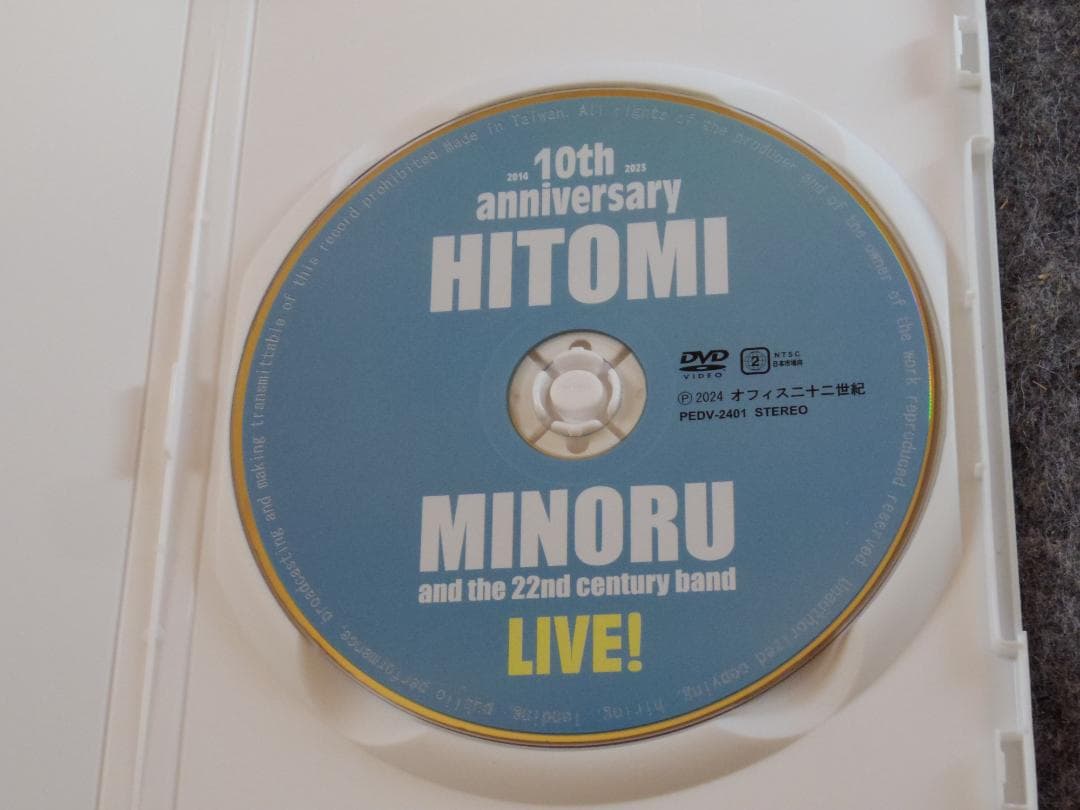 2014 10th 2025
anniversary
HITOMI
DVD
VIDEO
2
NTSC
日本市場向
Ⓟ 2024 オフィス二十二世紀
PEDV-2401 STEREO
MINORU
and the 22nd century band
LIVE!
Made in Taiwan. All rights of the producer and of the owner of the work reproduced reserved. Unauthorized copying, hiring, lending, public performance, broadcasting and making transmittable of this record prohibited